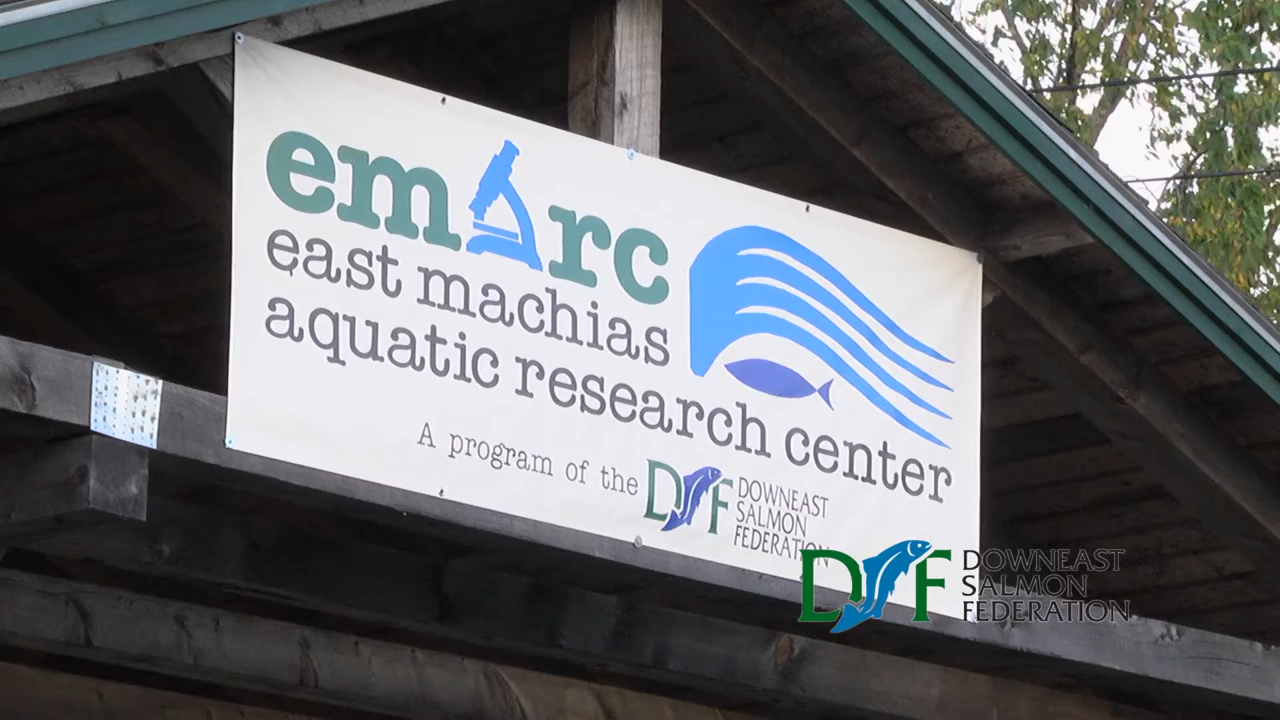 emarc
east machias
aquatic research center
A program of the
DSF DOWNEAST
SALMON
FEDERATION
DSF DOWNEAST
SALMON
FEDERATION